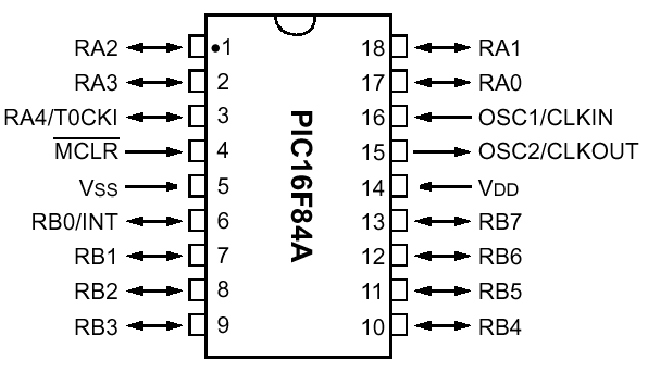 RA2 1 18 RA1
RA3 2 17 RA0
RA4/T0CKI 3 16 OSC1/CLKIN
MCLR 4 15 OSC2/CLKOUT
VSS 5 14 VDD
RB0/INT 6 13 RB7
RB1 7 12 RB6
RB2 8 11 RB5
RB3 9 10 RB4
PIC16F84A